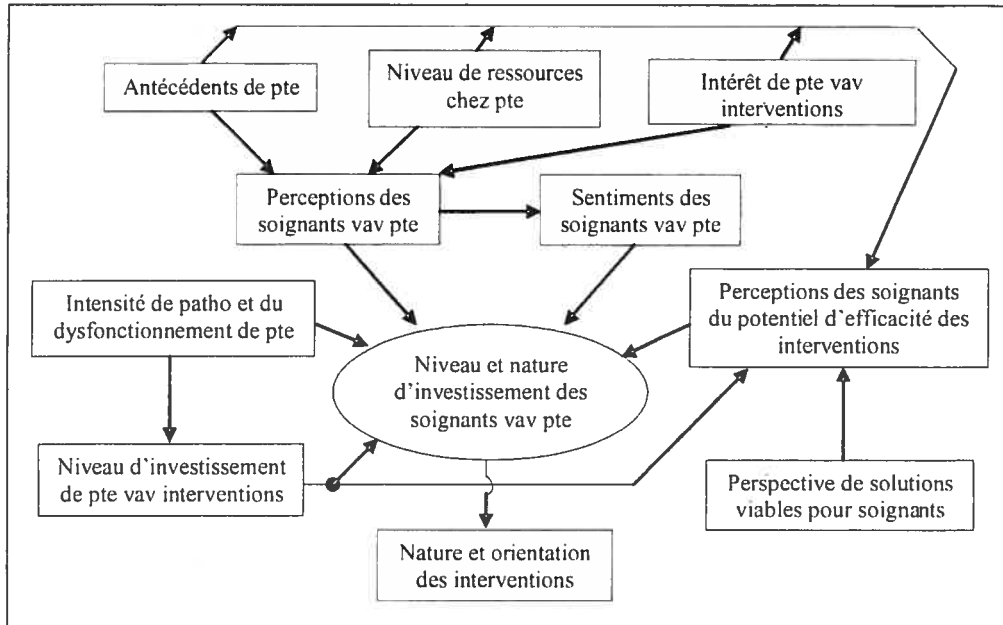 Antécédents de pte
Niveau de ressources
chez pte
Intérêt de pte vav
interventions
Perceptions des
soignants vav pte
Sentiments des
soignants vav pte
Intensité de patho et du
dysfonctionnement de pte
Perceptions des soignants
du potentiel d'efficacité des
interventions
Niveau et nature
d'investissement des
soignants vav pte
Niveau d'investissement
de pte vav interventions
Perspective de solutions
viables pour soignants
Nature et orientation
des interventions